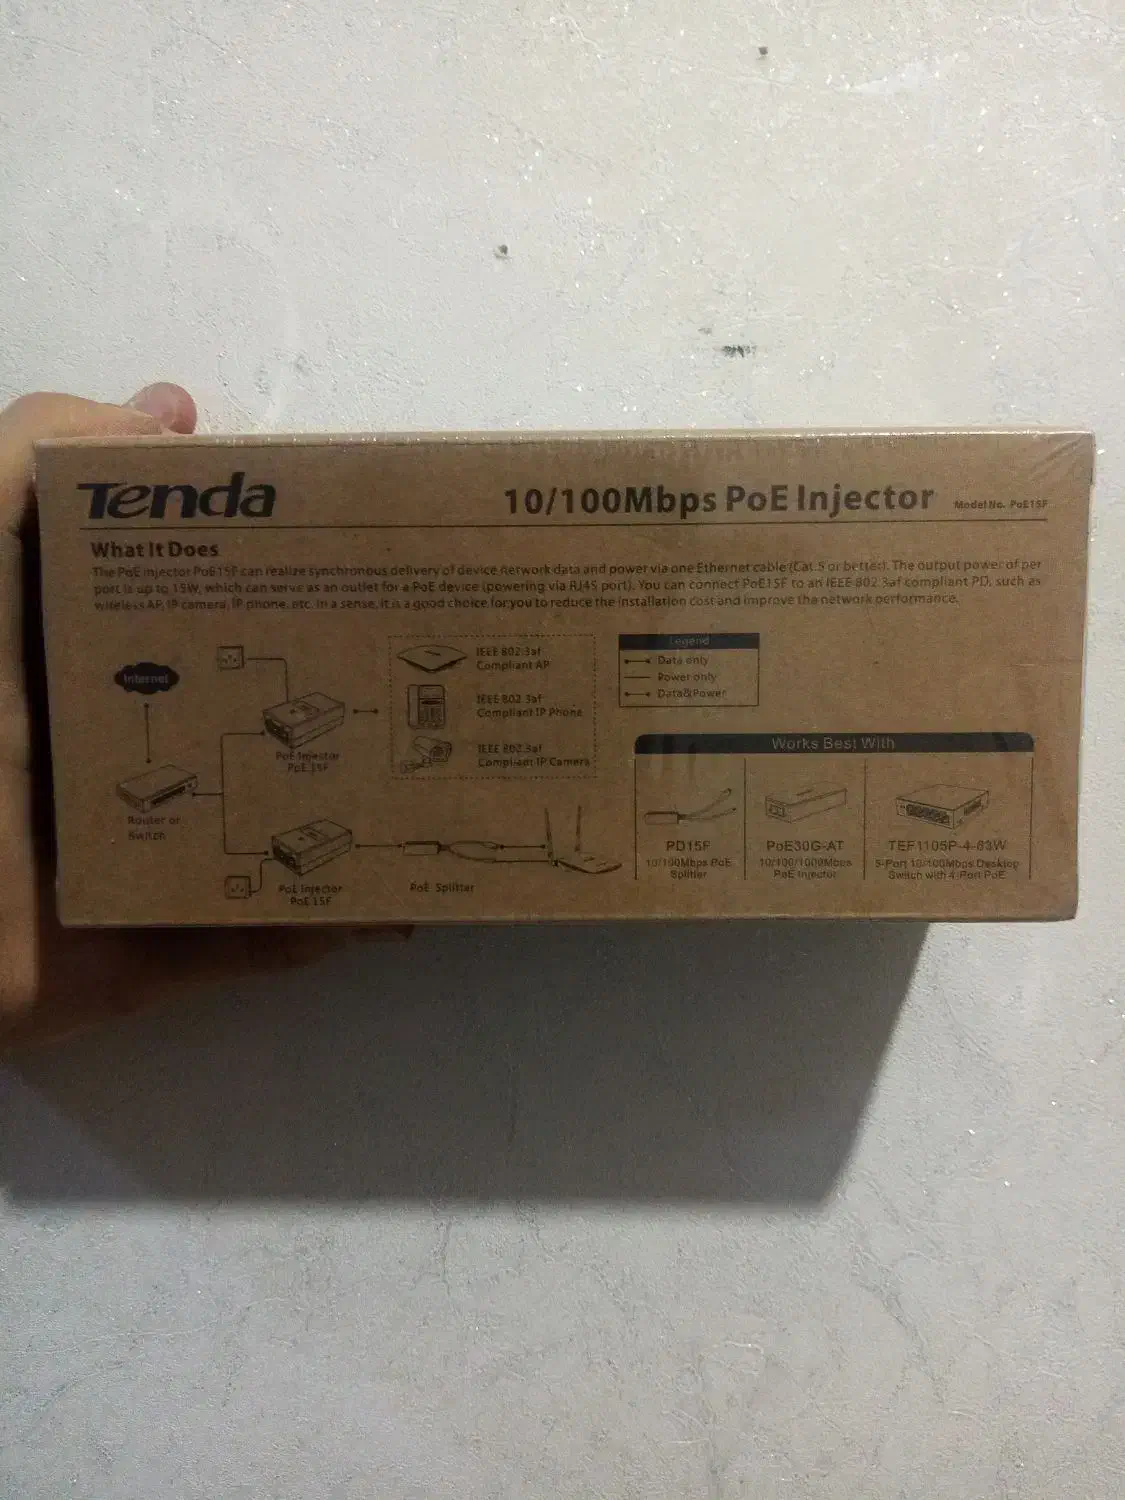 Tenda
10/100Mbps PoE Injector Model No. PoE15F
What It Does
The PoE injector PoE15F can realize synchronous delivery of device network data and power via one Ethernet cable (Cat.5 or better). The output power of per
port is up to 15W, which can serve as an outlet for a PoE device (powering via RJ45 port). You can connect PoE15F to an IEEE 802.3af compliant PD, such as
wireless AP, IP camera, IP phone, etc. In a sense, it is a good choice for you to reduce the installation cost and improve the network performance.
Internet
Router or
Switch
PoE Injector
PoE 15F
IEEE 802.3af
Compliant AP
IEEE 802.3af
Compliant IP Phone
IEEE 802.3af
Compliant IP Camera
PoE Injector
PoE 15F
PoE Splitter
Legend
Data only
Power only
Data&Power
Works Best With
PD15F
10/100Mbps PoE
Splitter
PoE30G-AT
10/100/1000Mbps
PoE Injector
TEF1105P-4-63W
5-Port 10/100Mbps Desktop
Switch with 4-Port PoE